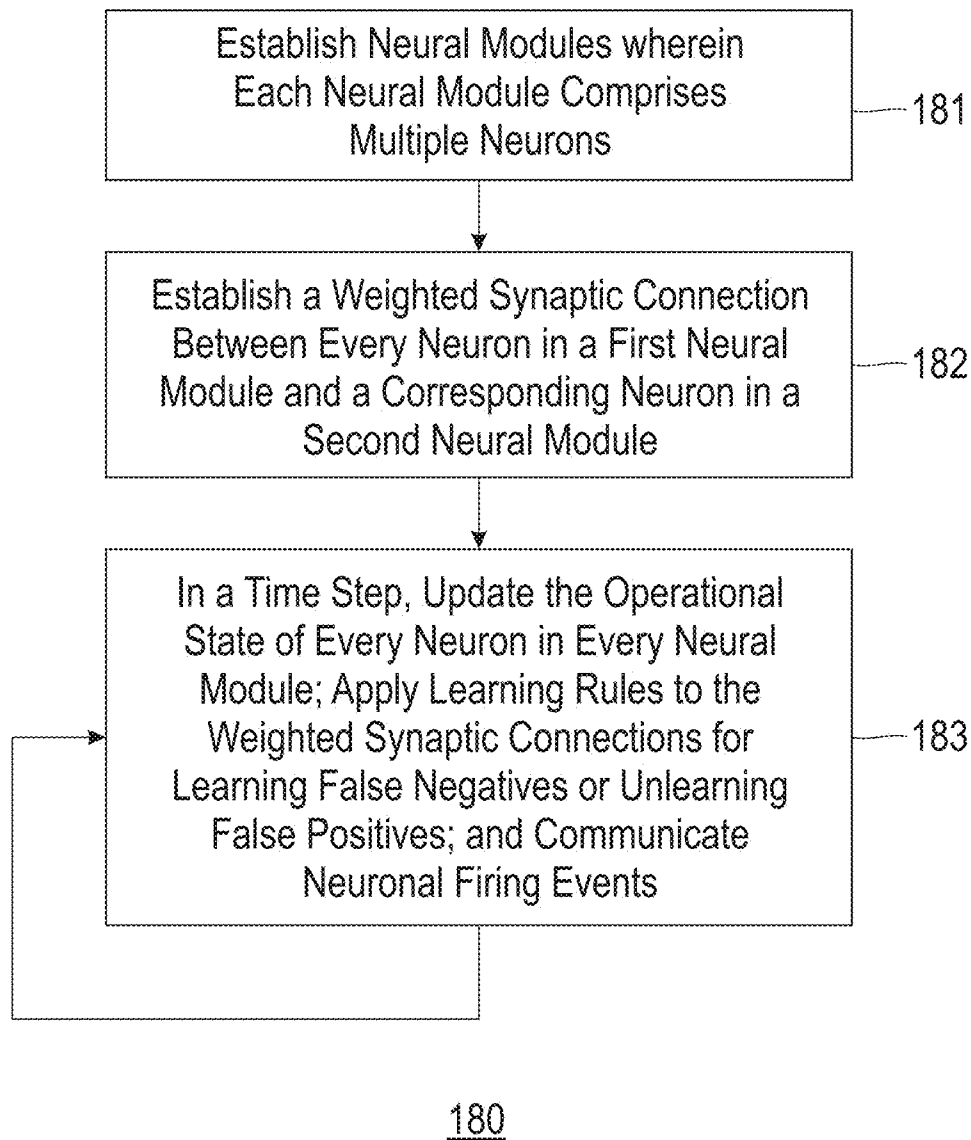 Establish Neural Modules wherein
Each Neural Module Comprises
Multiple Neurons
181
Establish a Weighted Synaptic Connection
Between Every Neuron in a First Neural
Module and a Corresponding Neuron in a
Second Neural Module
182
In a Time Step, Update the Operational
State of Every Neuron in Every Neural
Module; Apply Learning Rules to the
Weighted Synaptic Connections for
Learning False Negatives or Unlearning
False Positives; and Communicate
Neuronal Firing Events
183
180